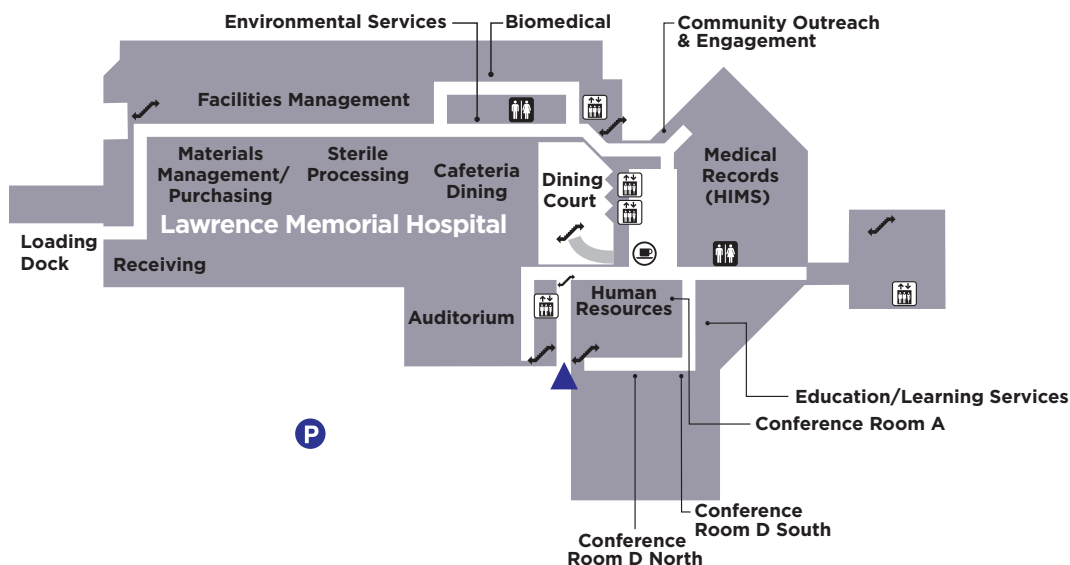 Environmental Services
Biomedical
Community Outreach
& Engagement
Facilities Management
Materials
Management/
Purchasing
Sterile
Processing
Cafeteria
Dining
Dining
Court
Medical
Records
(HIMS)
Lawrence Memorial Hospital
Loading
Dock
Receiving
Auditorium
Human
Resources
Education/Learning Services
Conference Room A
P
Conference
Room D South
Conference
Room D North